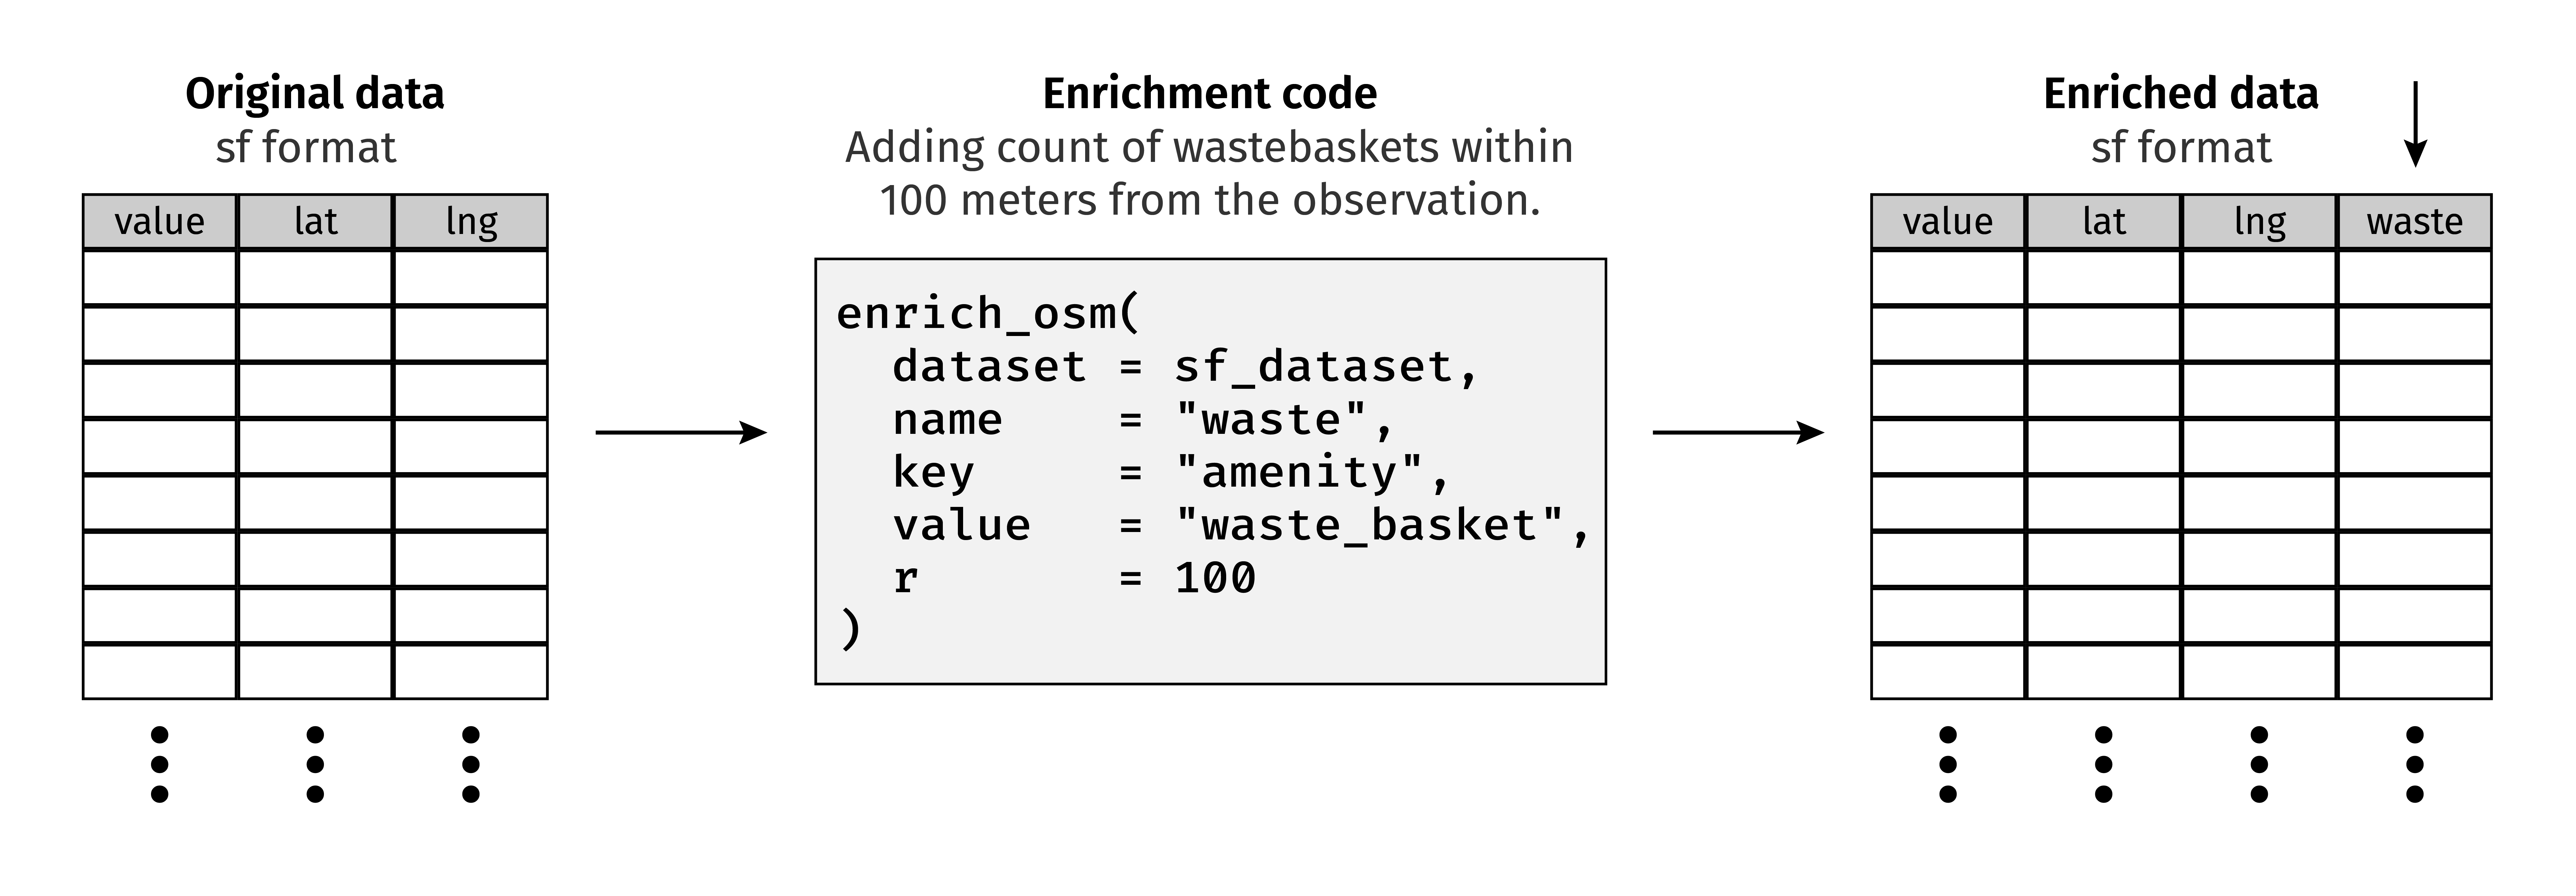 Original data
sf format
value lat lng
Enrichment code
Adding count of wastebaskets within
100 meters from the observation.
enrich_osm(
  dataset = sf_dataset,
  name    = "waste",
  key     = "amenity",
  value   = "waste_basket",
  r       = 100
)
Enriched data
sf format
value lat lng waste